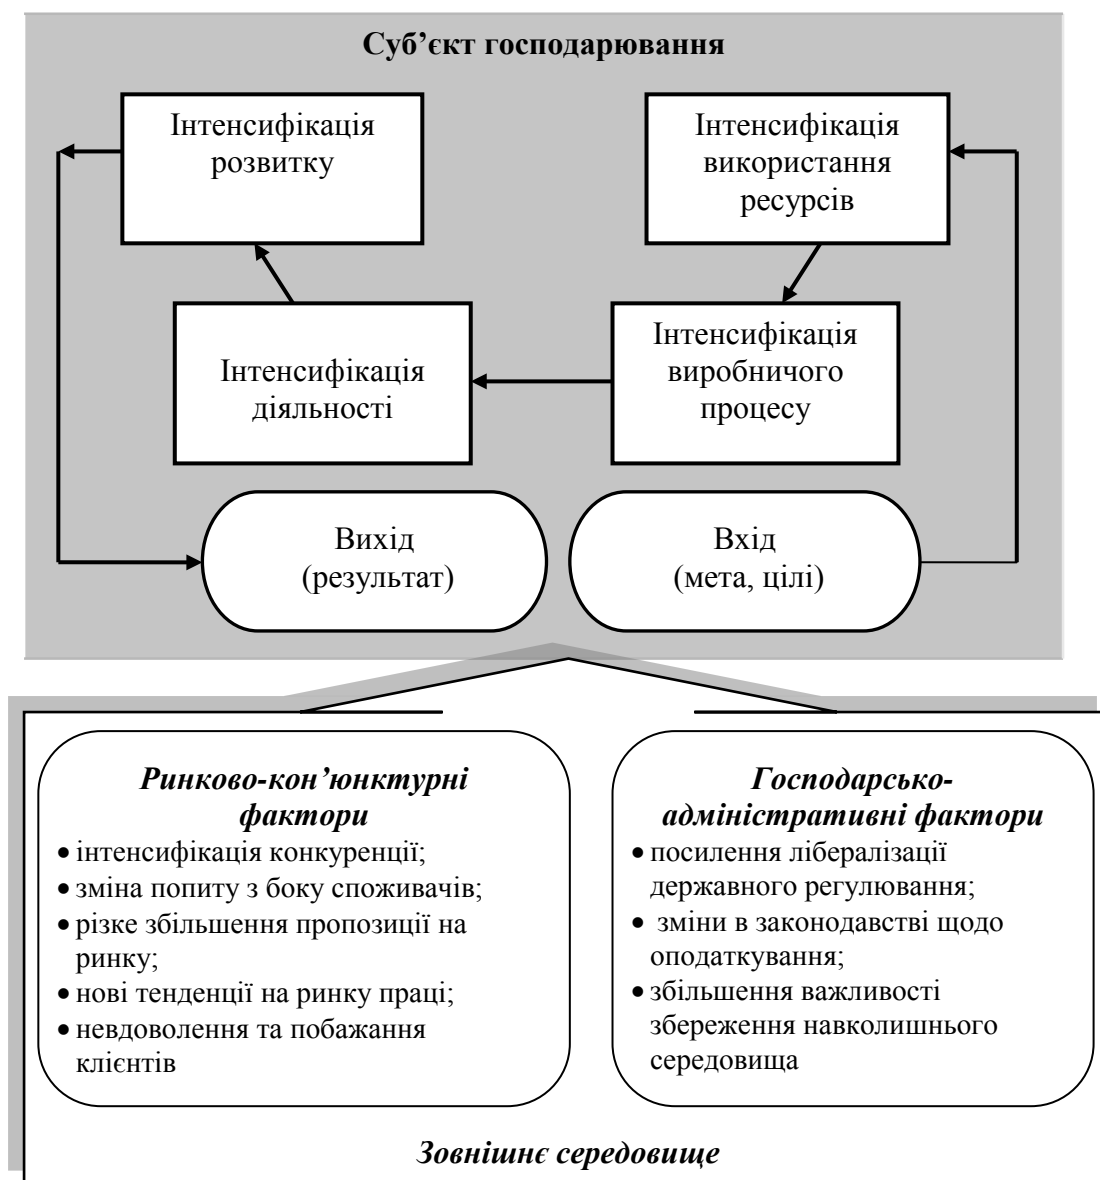 Суб’єкт господарювання
Інтенсифікація
розвитку
Інтенсифікація
використання
ресурсів
Інтенсифікація
діяльності
Інтенсифікація
виробничого
процесу
Вихід
(результат)
Вхід
(мета, цілі)
Ринково-кон’юнктурні
фактори
• інтенсифікація конкуренції;
• зміна попиту з боку споживачів;
• різке збільшення пропозиції на
ринку;
• нові тенденції на ринку праці;
• невдоволення та побажання
клієнтів
Господарсько-
адміністративні фактори
• посилення лібералізації
державного регулювання;
• зміни в законодавстві щодо
оподаткування;
• збільшення важливості
збереження навколишнього
середовища
Зовнішнє середовище